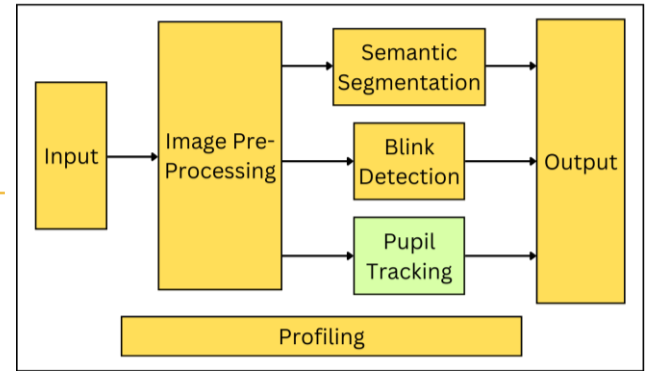 Input
Image Pre-
Processing
Semantic
Segmentation
Blink
Detection
Pupil
Tracking
Output
Profiling